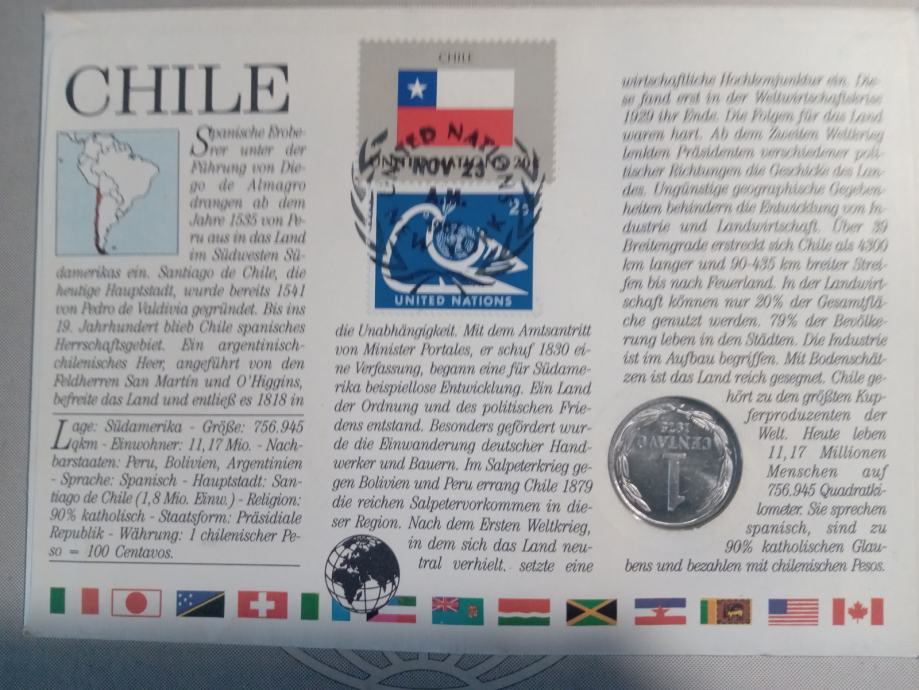 CHILE
Spanische Erobe-
rer unter der
Führung von Die-
go de Almagro
drangen ab dem
Jahre 1535 von Pe-
ru aus in das Land
im Südwesten Sü-
damerikas ein. Santiago de Chile, die
heutige Hauptstadt, wurde bereits 1541
von Pedro de Valdivia gegründet. Bis ins
19. Jahrhundert blieb Chile spanisches
Herrschaftsgebiet. Ein argentinisch-
chilenisches Heer, angeführt von den
Feldherren San Martin und O'Higgins,
befreite das Land und entließ es 1818 in
Lage: Südamerika - Größe: 756.945
qkm - Einwohner: 11,17 Mio. - Nach-
barstaaten: Peru, Bolivien, Argentinien
- Sprache: Spanisch - Hauptstadt: San-
tiago de Chile (1,8 Mio. Einw.) - Religion:
90% katholisch - Staatsform: Präsidiale
Republik - Währung: 1 chilenischer Pe-
so = 100 Centavos.
CHILE
UNITED NATIONS
NOV 23
UNITED NATIONS
die Unabhängigkeit. Mit dem Amtsantritt
von Minister Portales, er schuf 1830 ei-
ne Verfassung, begann eine für Südame-
rika beispiellose Entwicklung. Ein Land
der Ordnung und des politischen Frie-
dens entstand. Besonders gefördert wur-
de die Einwanderung deutscher Hand-
werker und Bauern. Im Salpeterkrieg ge-
gen Bolivien und Peru errang Chile 1879
die reichen Salpetervorkommen in die-
ser Region. Nach dem Ersten Weltkrieg,
in dem sich das Land neu-
tral verhielt, setzte eine
wirtschaftliche Hochkonjunktur ein. Die-
se fand erst in der Weltwirtschaftskrise
1929 ihr Ende. Die Folgen für das Land
waren hart. Ab dem Zweiten Weltkrieg
lenkten Präsidenten verschiedener poli-
tischer Richtungen die Geschicke des Lan-
des. Ungünstige geographische Gegeben-
heiten behindern die Entwicklung von In-
dustrie und Landwirtschaft. Über 39
Breitengrade erstreckt sich Chile als 4300
km langer und 90-435 km breiter Strei-
fen bis nach Feuerland. In der Landwirt-
schaft können nur 20% der Gesamtflä-
che genutzt werden. 79% der Bevölke-
rung leben in den Städten. Die Industrie
ist im Aufbau begriffen. Mit Bodenschät-
zen ist das Land reich gesegnet. Chile ge-
hört zu den größten Kup-
ferproduzenten der
Welt. Heute leben
11,17 Millionen
Menschen auf
756.945 Quadratki-
lometer. Sie sprechen
spanisch, sind zu
90% katholischen Glau-
bens und bezahlen mit chilenischen Pesos.
1
CENTAVO